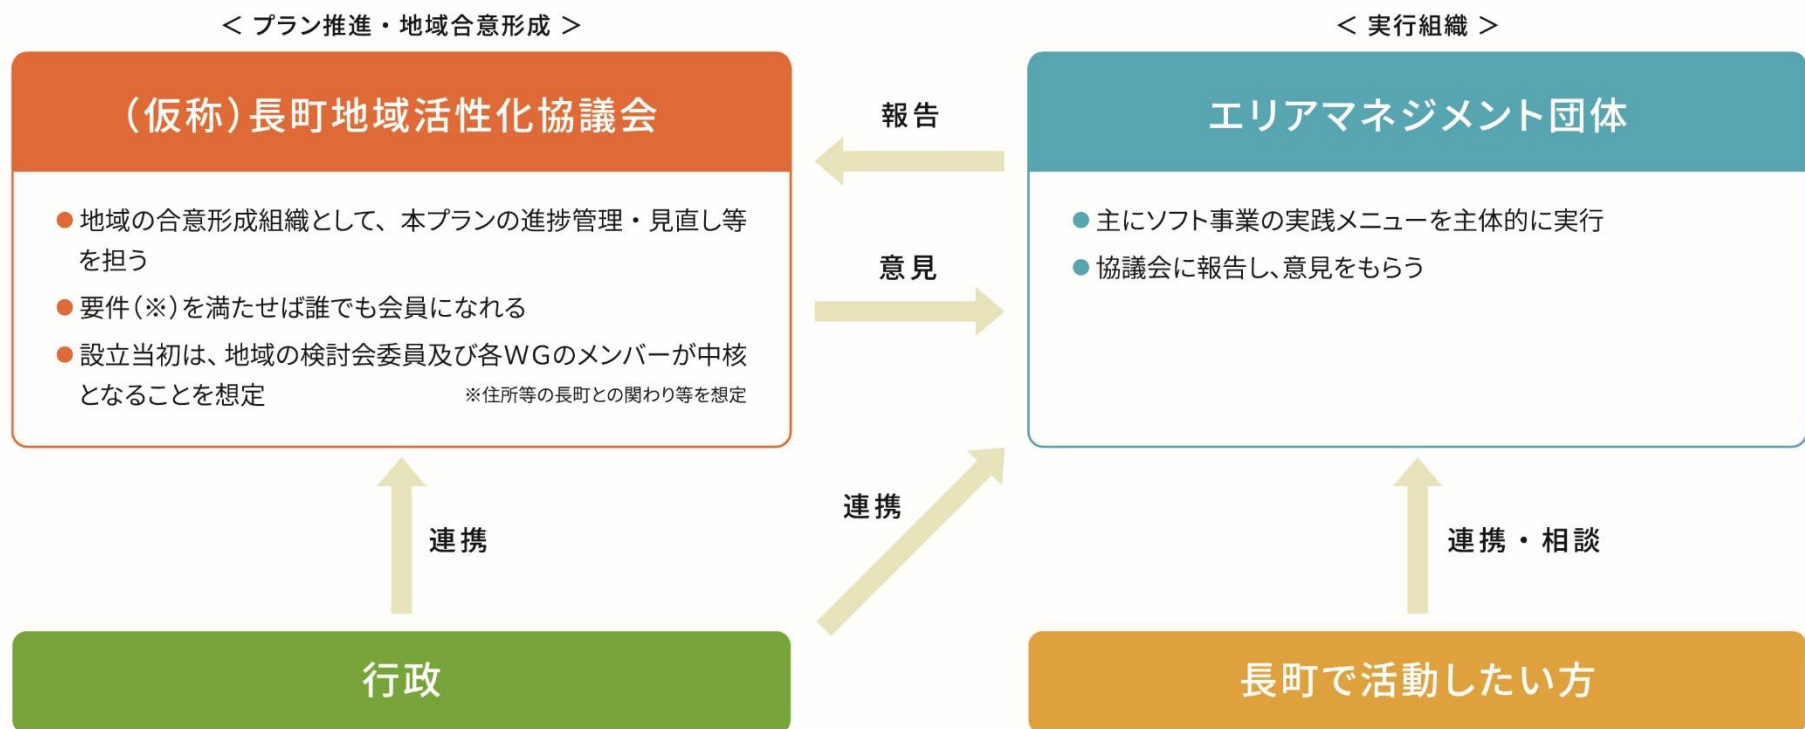 ＜ プラン推進・地域合意形成 ＞
（仮称）長町地域活性化協議会
● 地域の合意形成組織として、本プランの進捗管理・見直し等
を担う
● 要件（※）を満たせば誰でも会員になれる
● 設立当初は、地域の検討会委員及び各ＷＧのメンバーが中核
となることを想定
※住所等の長町との関わり等を想定
報告
意見
＜ 実行組織 ＞
エリアマネジメント団体
● 主にソフト事業の実践メニューを主体的に実行
● 協議会に報告し、意見をもらう
連携
連携
連携・相談
行政
長町で活動したい方